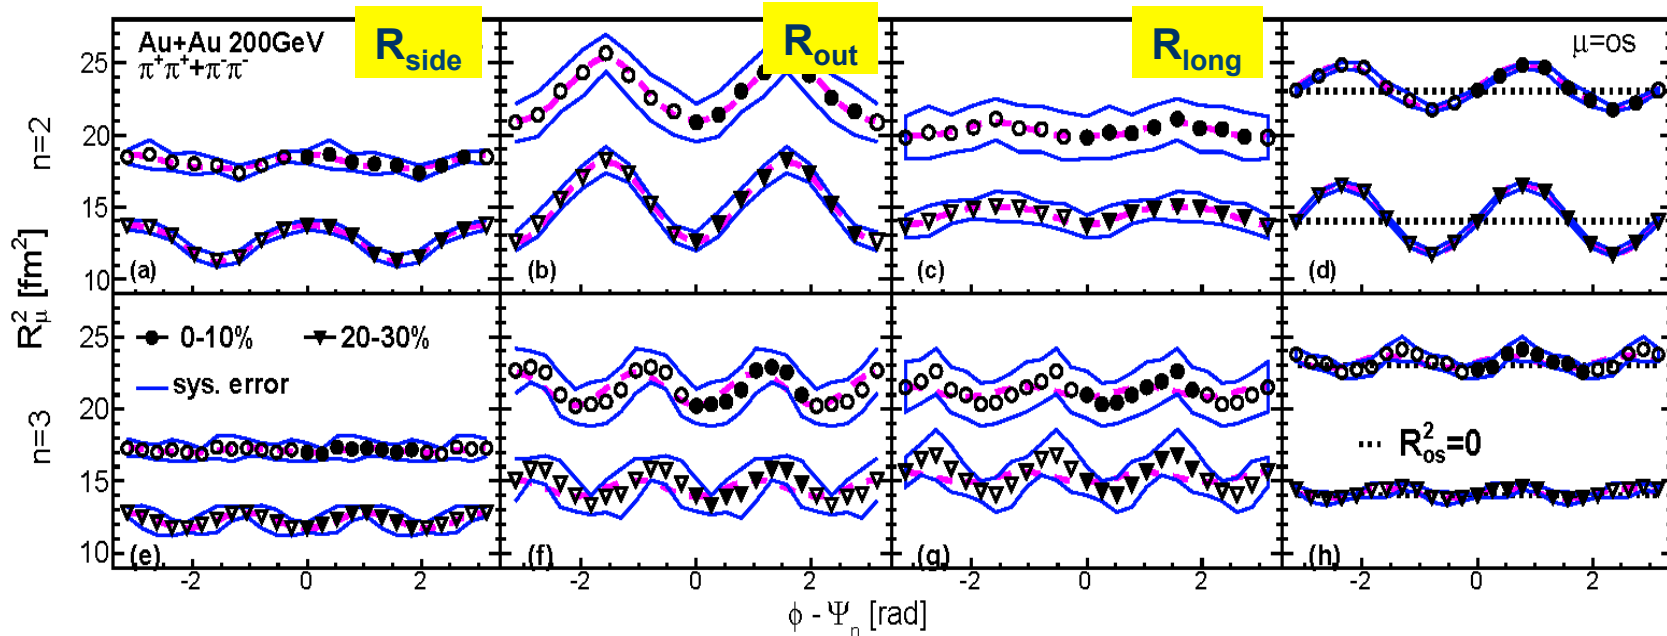 Au+Au 200GeV
π⁺π⁺+π⁻π⁻
R_side
R_out
R_long
μ=os
n=2
25
20
15
10
(a)
(b)
(c)
(d)
R²_μ [fm²]
0-10%
20-30%
sys. error
n=3
25
20
15
10
R²_os=0
(e)
(f)
(g)
(h)
-2 0 2 -2 0 2 -2 0 2 -2 0 2
ϕ - Ψ_n [rad]